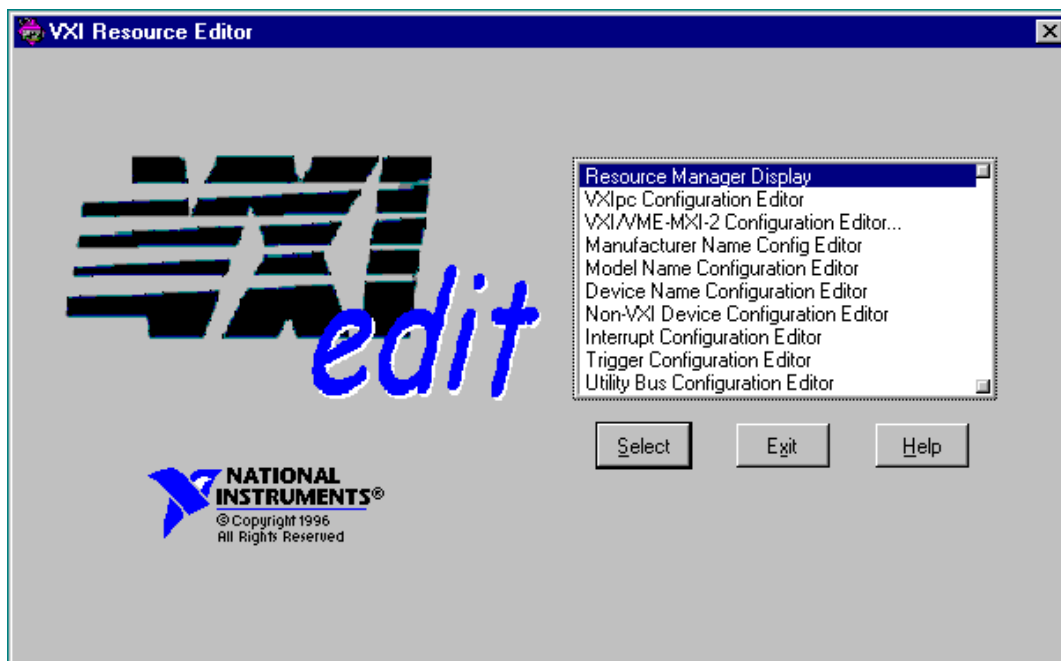 VXI Resource Editor
VXI
edit
NATIONAL
INSTRUMENTS®
© Copyright 1996
All Rights Reserved
Resource Manager Display
VXIpc Configuration Editor
VXI/VME-MXI-2 Configuration Editor...
Manufacturer Name Config Editor
Model Name Configuration Editor
Device Name Configuration Editor
Non-VXI Device Configuration Editor
Interrupt Configuration Editor
Trigger Configuration Editor
Utility Bus Configuration Editor
Select
Exit
Help